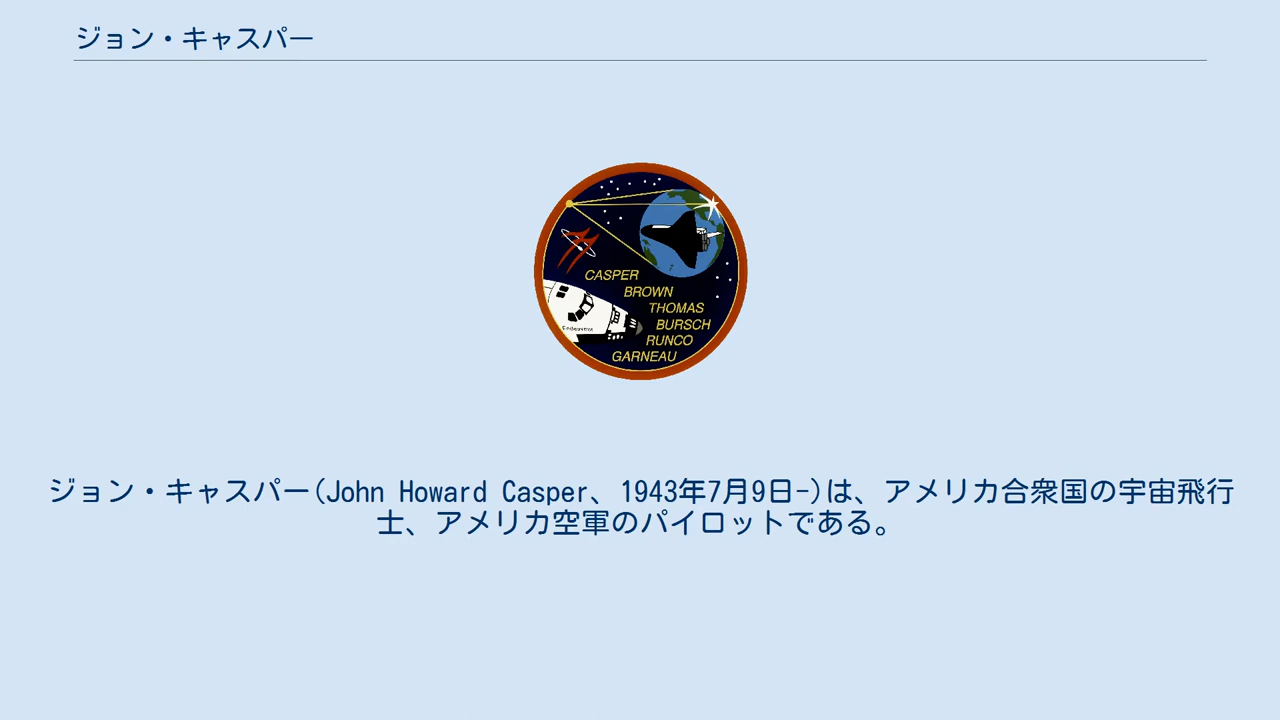 ジョン・キャスパー
CASPER
BROWN
THOMAS
BURSCH
RUNCO
GARNEAU
Endeavour
ジョン・キャスパー(John Howard Casper、1943年7月9日-)は、アメリカ合衆国の宇宙飛行
士、アメリカ空軍のパイロットである。